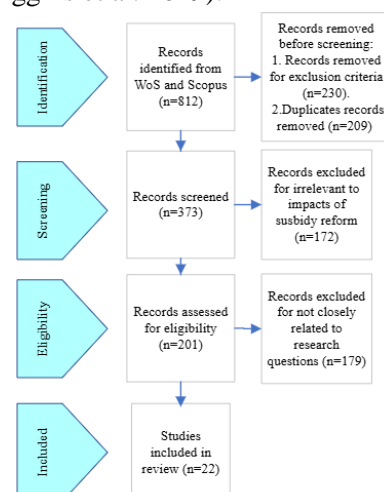 Identification
Records
identified from
WoS and Scopus
(n=812)
Records removed
before screening:
1. Records removed
for exclusion criteria
(n=230).
2.Duplicates records
removed (n=209)
Screening
Records screened
(n=373)
Records excluded
for irrelevant to
impacts of
susbidy reform
(n=172)
Eligibility
Records assessed
for eligibility
(n=201)
Records excluded
for not closely
related to
research
questions (n=179)
Included
Studies
included in
review (n=22)